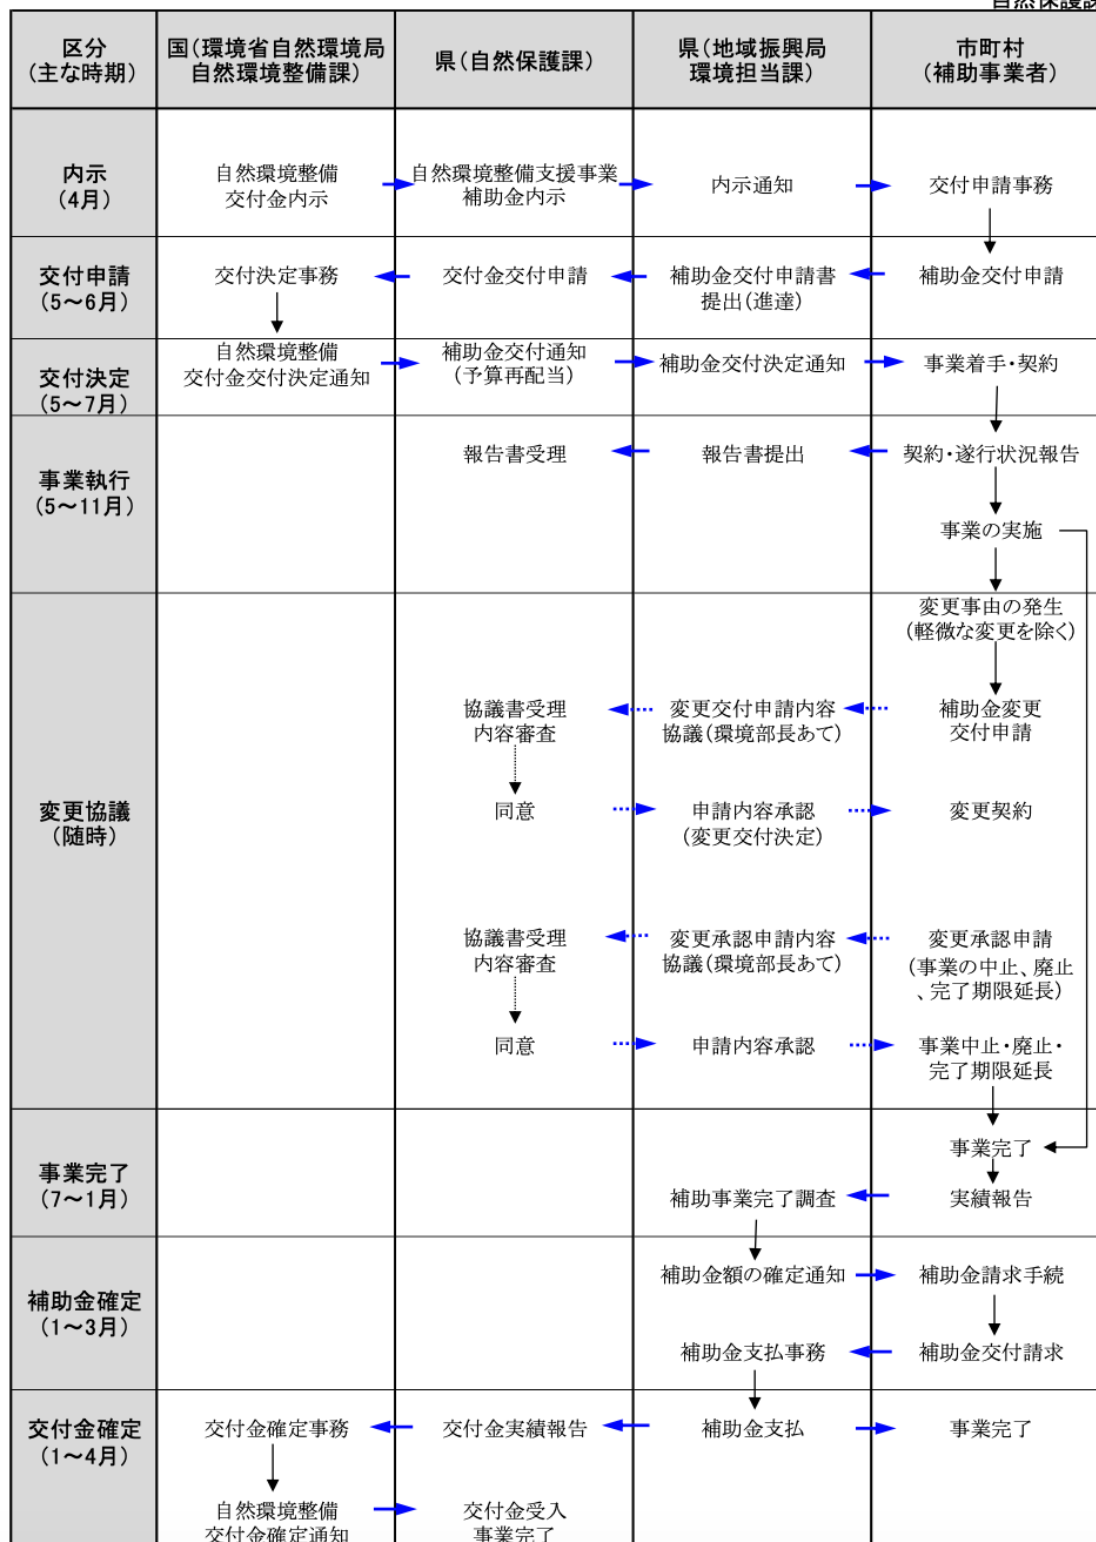 自然保護課
区分
(主な時期)
国(環境省自然環境局
自然環境整備課)
県(自然保護課)
県(地域振興局
環境担当課)
市町村
(補助事業者)
内示
(4月)
自然環境整備
交付金内示
自然環境整備支援事業
補助金内示
内示通知
交付申請事務
交付申請
(5～6月)
交付決定事務
交付金交付申請
補助金交付申請書
提出(進達)
補助金交付申請
交付決定
(5～7月)
自然環境整備
交付金交付決定通知
補助金交付通知
(予算再配当)
補助金交付決定通知
事業着手・契約
事業執行
(5～11月)
報告書受理
報告書提出
契約・遂行状況報告
事業の実施
変更協議
(随時)
変更事由の発生
(軽微な変更を除く)
協議書受理
内容審査
変更交付申請内容
協議(環境部長あて)
補助金変更
交付申請
同意
申請内容承認
(変更交付決定)
変更契約
協議書受理
内容審査
変更承認申請内容
協議(環境部長あて)
変更承認申請
(事業の中止、廃止
、完了期限延長)
同意
申請内容承認
事業中止・廃止・
完了期限延長
事業完了
(7～1月)
事業完了
補助事業完了調査
実績報告
補助金確定
(1～3月)
補助金額の確定通知
補助金請求手続
補助金支払事務
補助金交付請求
交付金確定
(1～4月)
交付金確定事務
交付金実績報告
補助金支払
事業完了
自然環境整備
交付金確定通知
交付金受入
事業完了